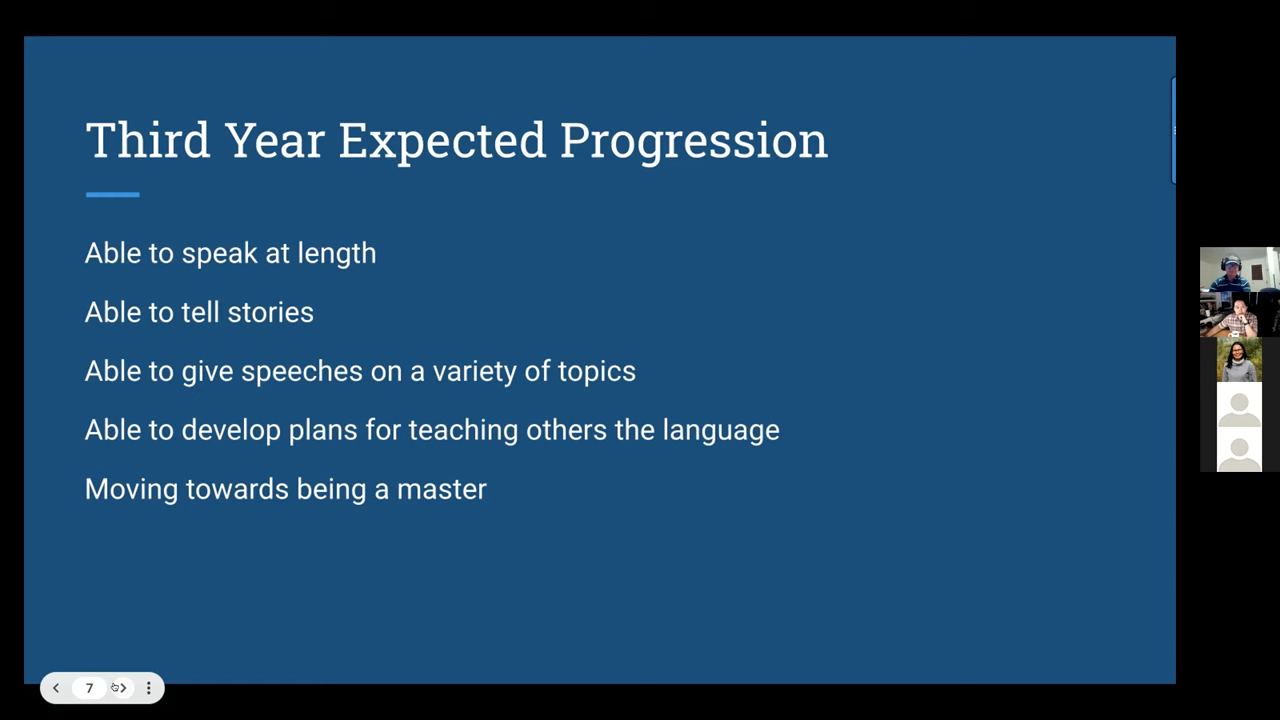 Third Year Expected Progression
Able to speak at length
Able to tell stories
Able to give speeches on a variety of topics
Able to develop plans for teaching others the language
Moving towards being a master
7